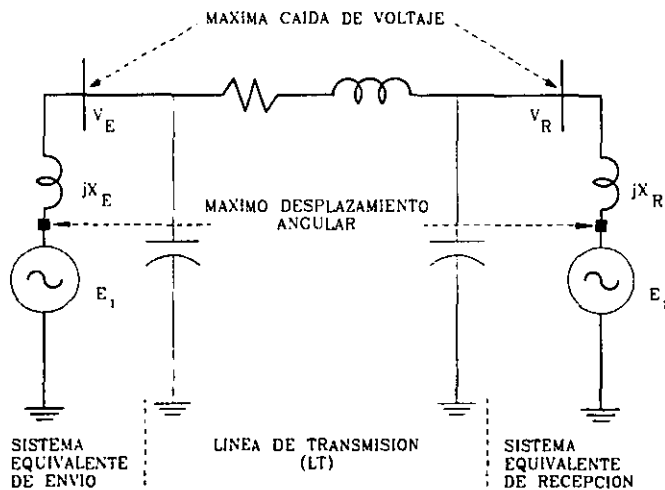 MAXIMA CAIDA DE VOLTAJE
V_E
V_R
jX_E
jX_R
MAXIMO DESPLAZAMIENTO
ANGULAR
E_1
SISTEMA
EQUIVALENTE
DE ENVIO
LINEA DE TRANSMISION
(LT)
SISTEMA
EQUIVALENTE
DE RECEPCION